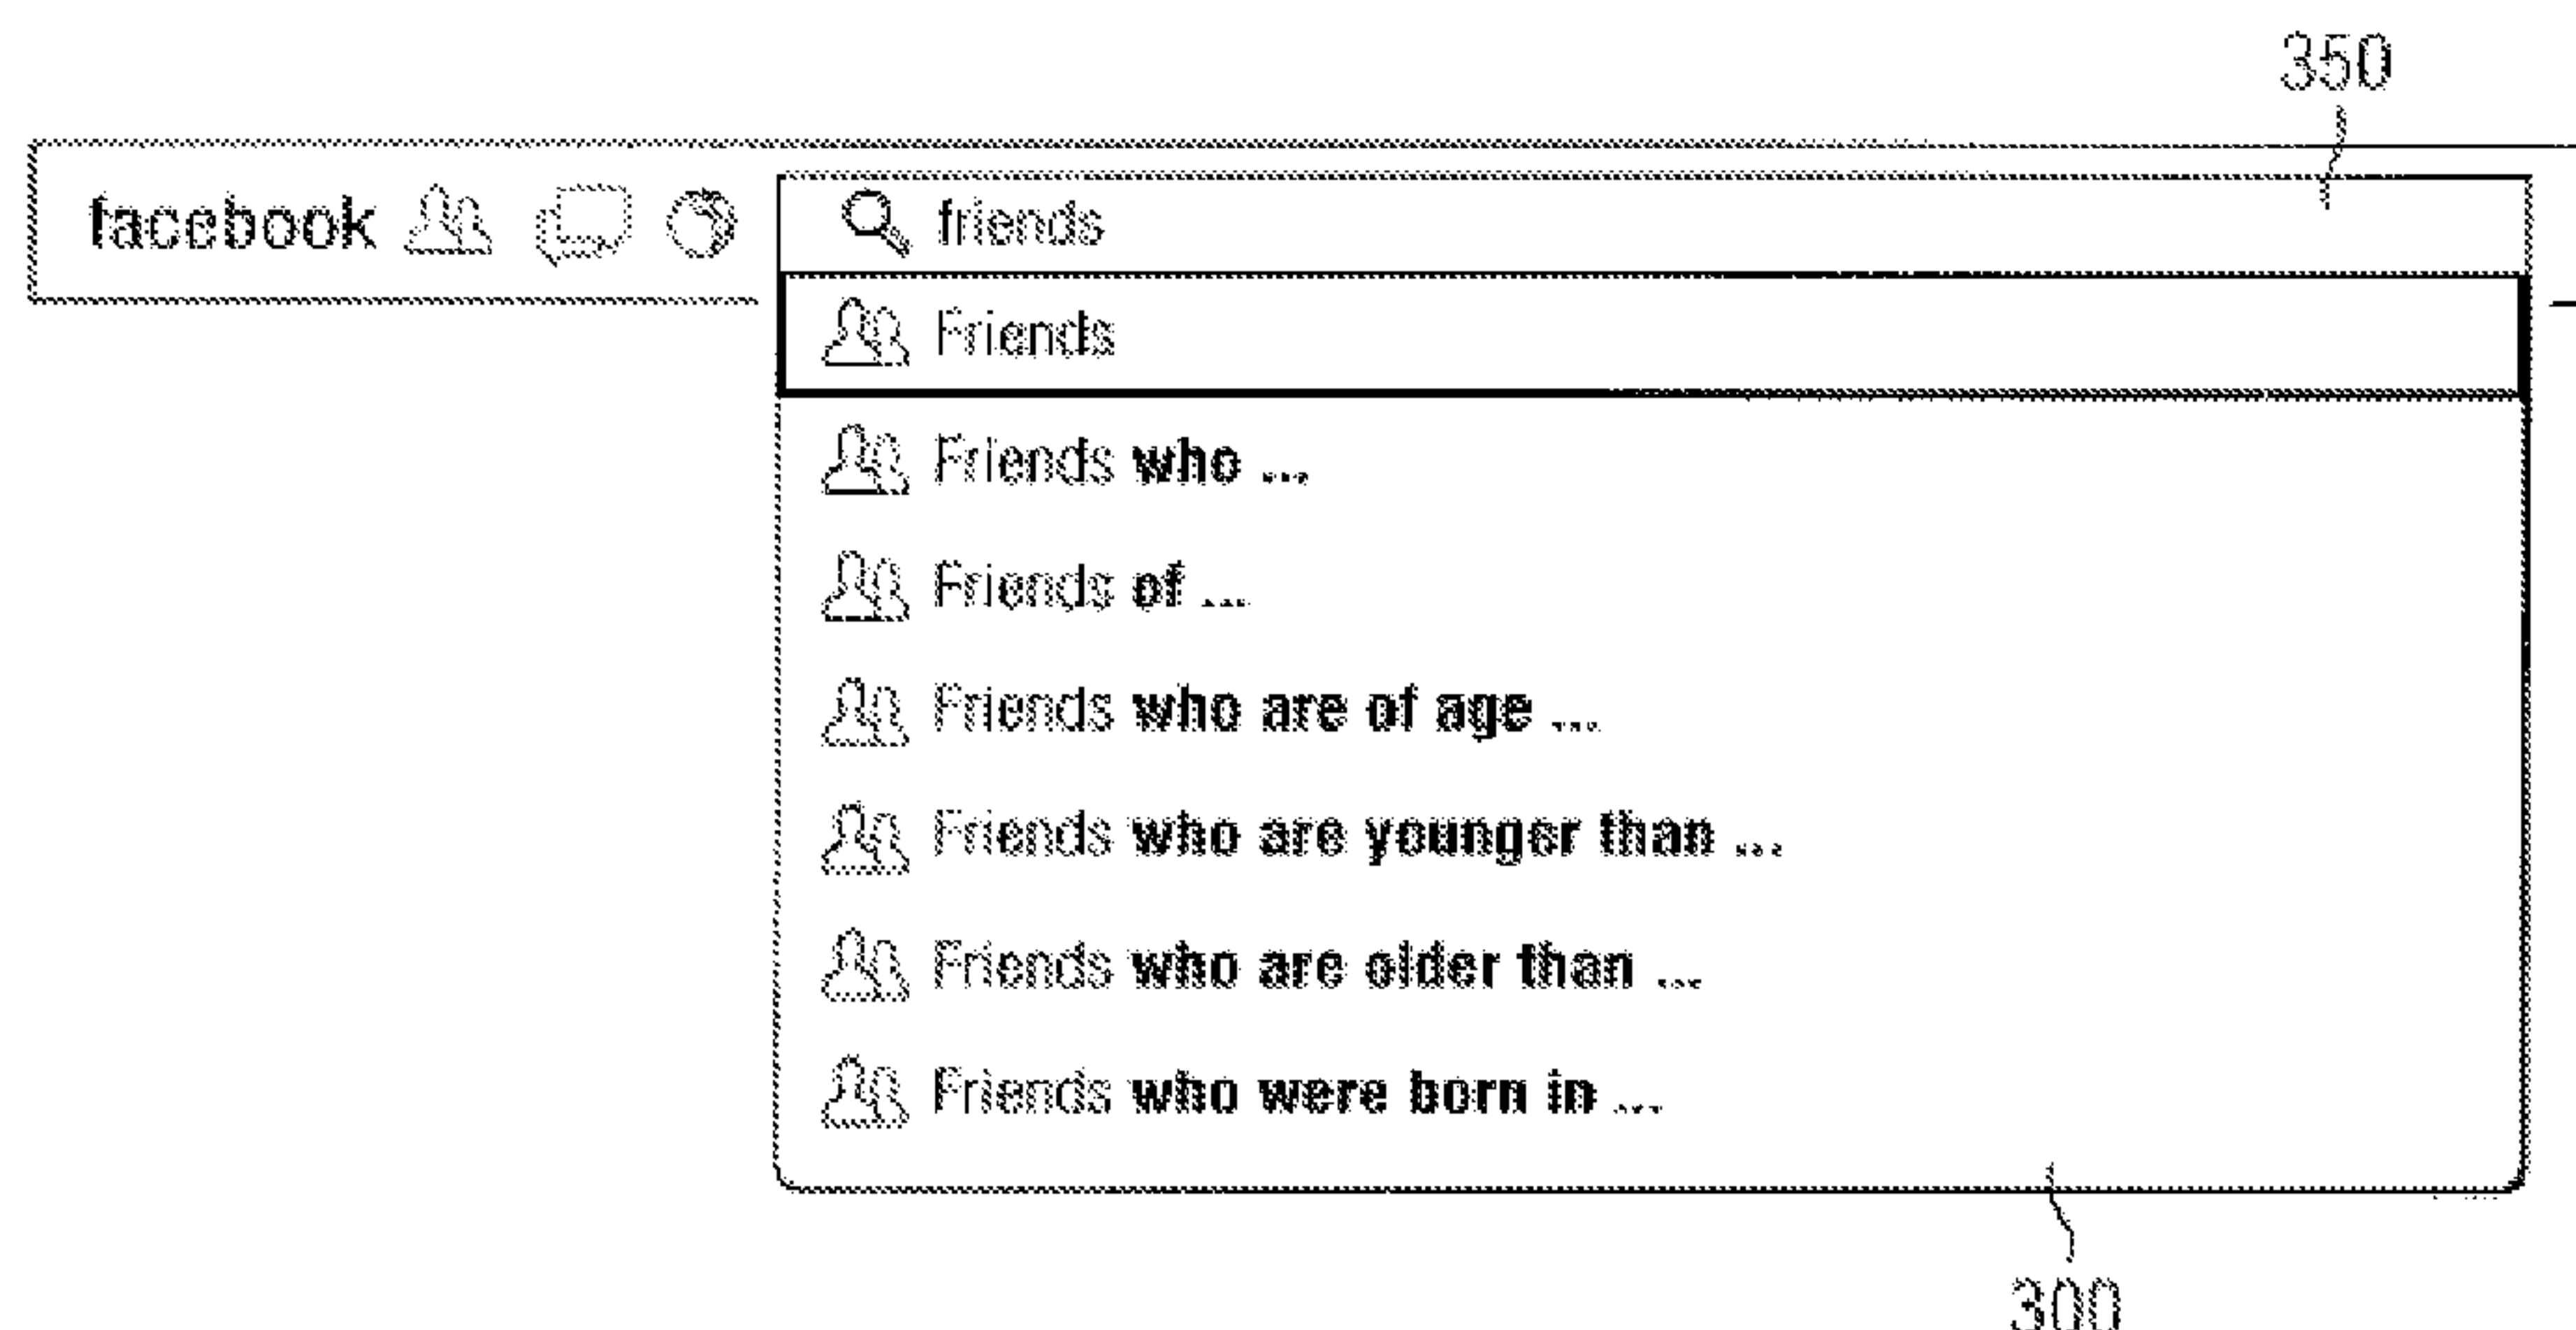 350
facebook friends
Friends
Friends who ...
Friends of ...
Friends who are of age ...
Friends who are younger than ...
Friends who are older than ...
Friends who were born in ...
300